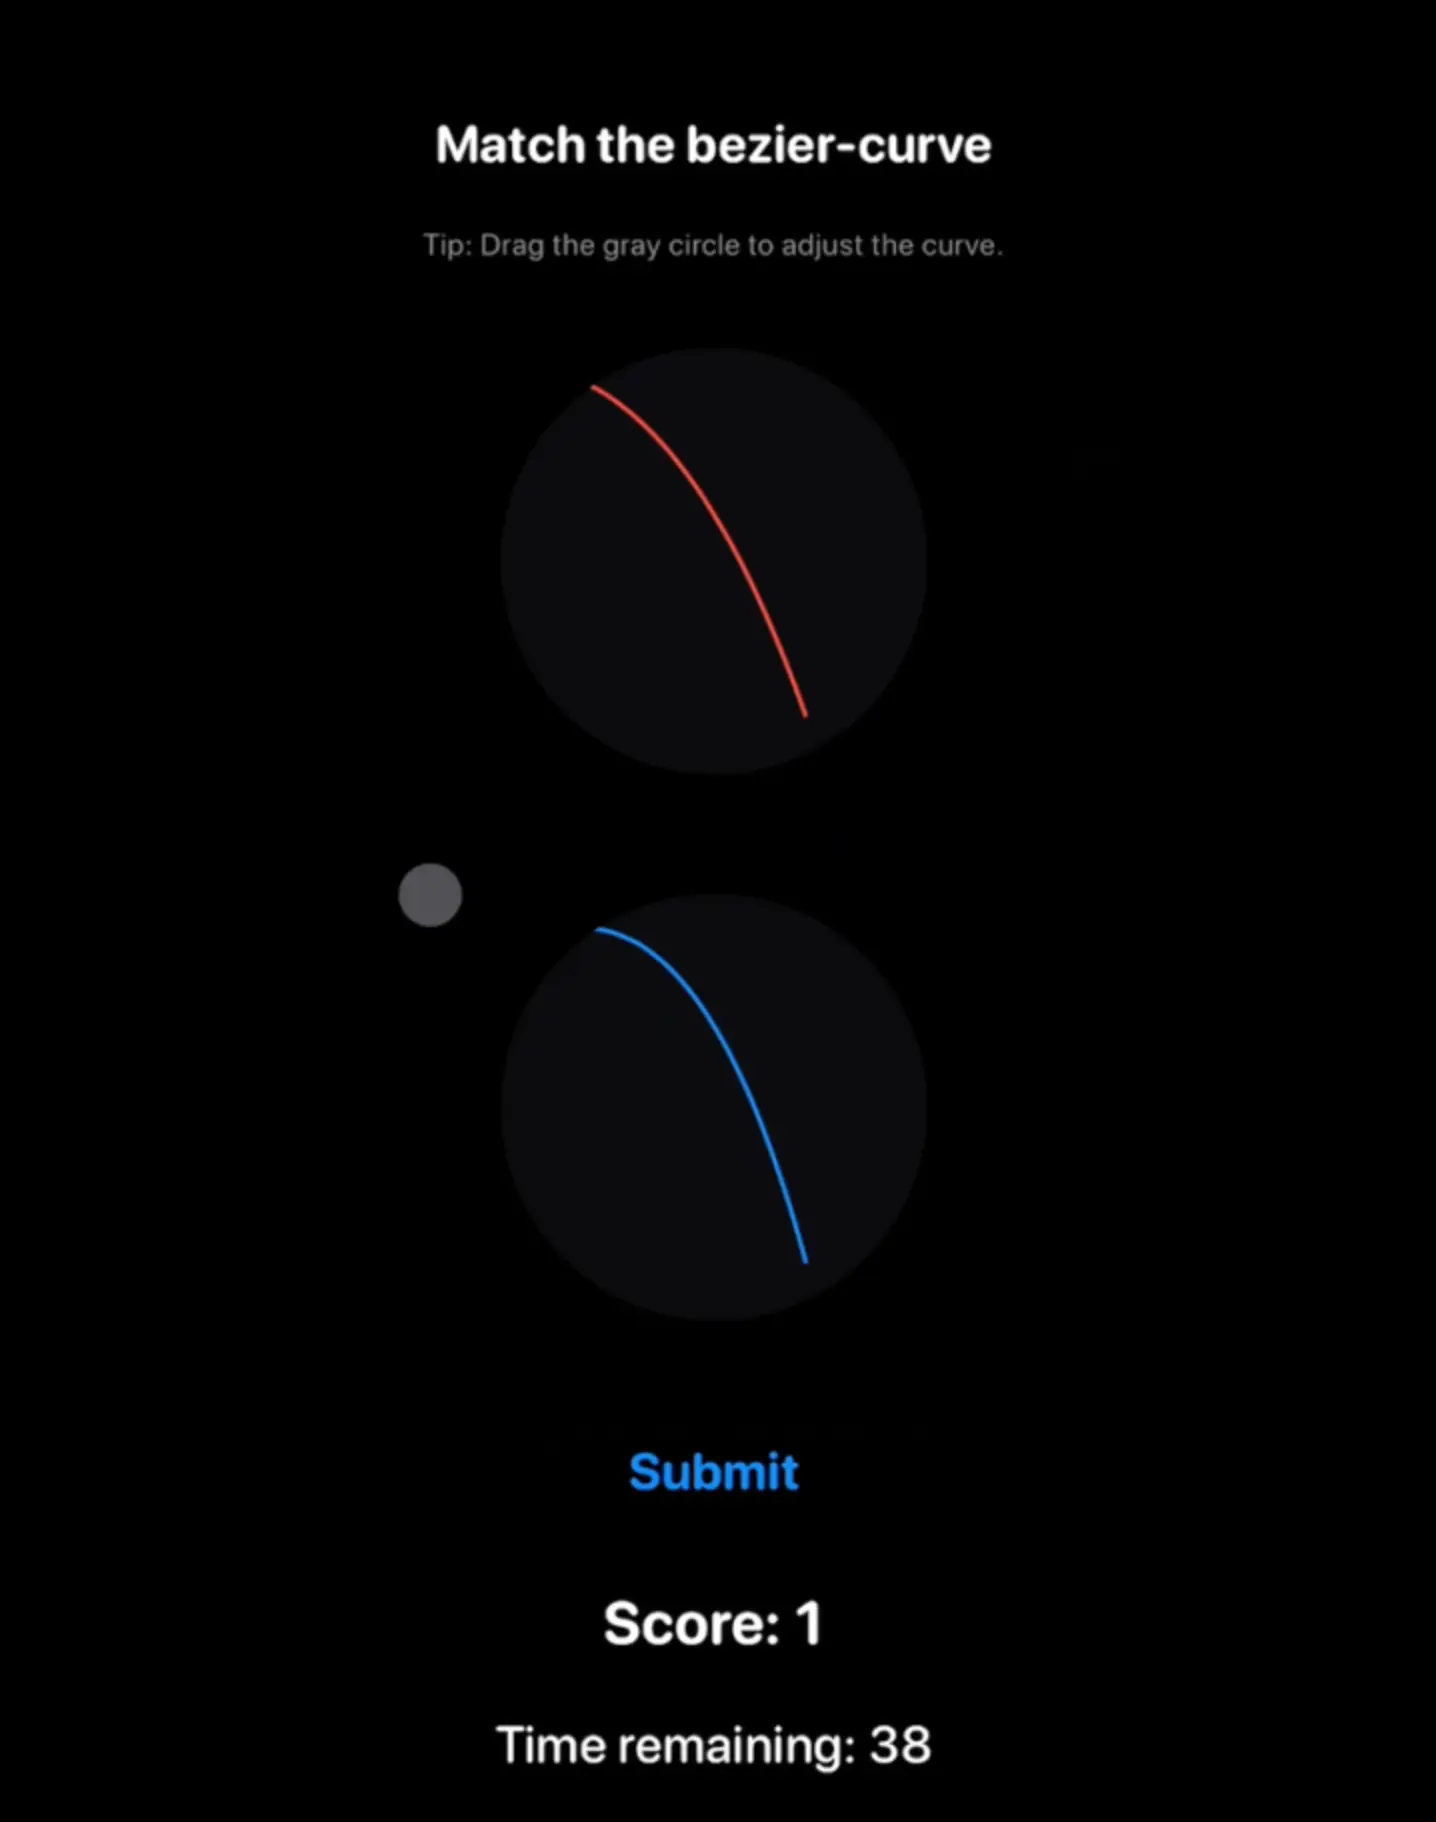 Match the bezier-curve
Tip: Drag the gray circle to adjust the curve.
Submit
Score: 1
Time remaining: 38